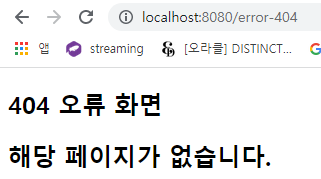 localhost:8080/error-404
앱 streaming [오라클] DISTINCT...
404 오류 화면
해당 페이지가 없습니다.